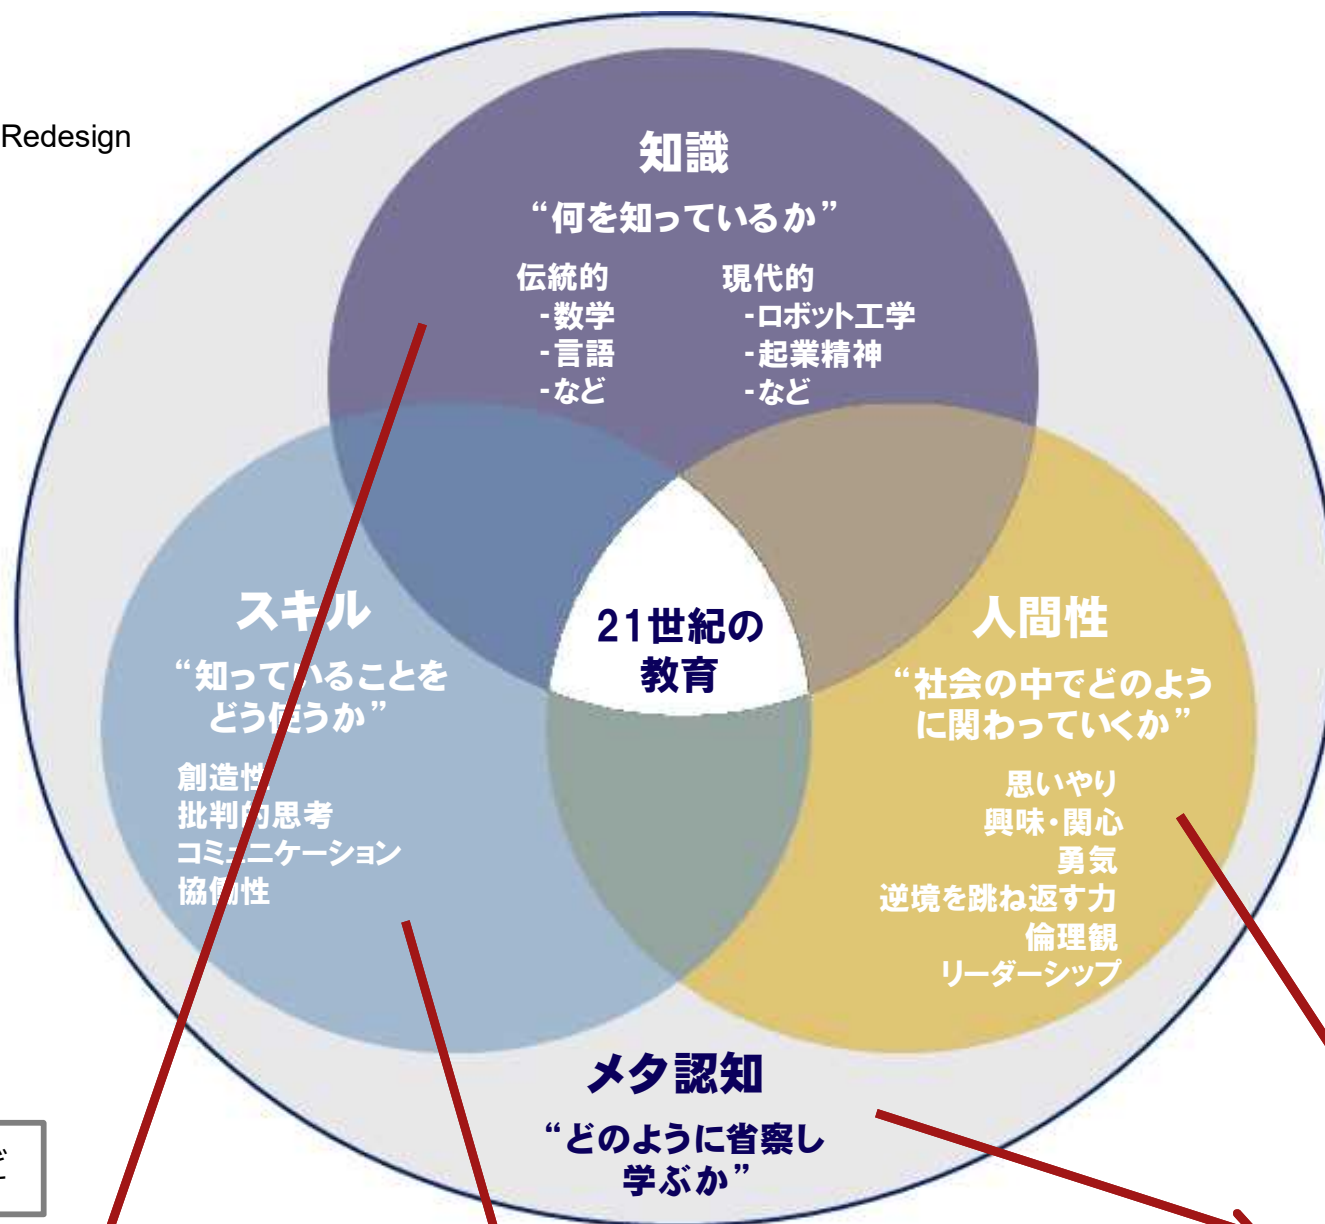 Redesign
知識
“何を知っているか”
伝統的
-数学
-言語
-など
現代的
-ロボット工学
-起業精神
-など
スキル
“知っていることを
どう使うか”
創造性
批判的思考
コミュニケーション
協働性
21世紀の
教育
人間性
“社会の中でどのよう
に関わっていくか”
思いやり
興味・関心
勇気
逆境を跳ね返す力
倫理観
リーダーシップ
メタ認知
“どのように省察し
学ぶか”